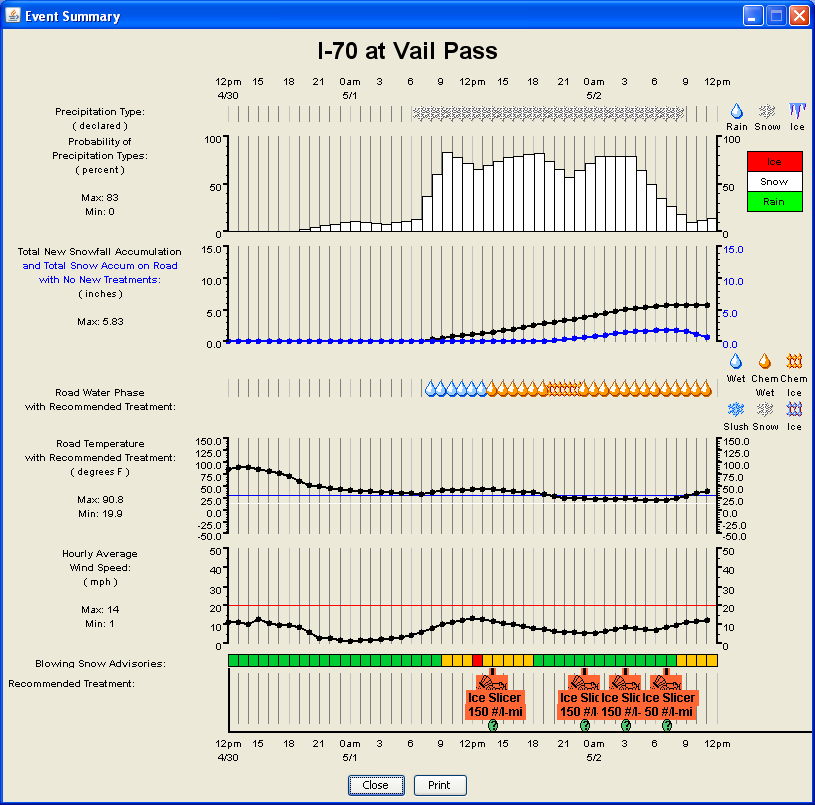 Event Summary
I-70 at Vail Pass
12pm 15 18 21 0am 3 6 9 12pm 15 18 21 0am 3 6 9 12pm
4/30 5/1 5/2
Precipitation Type:
( declared )
Rain Snow Ice
Probability of
Precipitation Types:
( percent )
Max: 83
Min: 0
100 100
50 50
0 0
Ice
Snow
Rain
Total New Snowfall Accumulation
and Total Snow Accum on Road
with No New Treatments:
( inches )
Max: 5.83
15.0 15.0
10.0 10.0
5.0 5.0
0.0 0.0
Wet Chem Chem
Wet Ice
Road Water Phase
with Recommended Treatment:
Slush Snow Ice
Road Temperature
with Recommended Treatment:
( degrees F )
Max: 90.8
Min: 19.9
150.0 150.0
125.0 125.0
100.0 100.0
75.0 75.0
50.0 50.0
25.0 25.0
0.0 0.0
-25.0 -25.0
-50.0 -50.0
Hourly Average
Wind Speed:
( mph )
Max: 14
Min: 1
50 50
40 40
30 30
20 20
10 10
0 0
Blowing Snow Advisories:
Recommended Treatment:
Ice Slicer Ice Slic Ice Slic Ice Slicer
150 #/l-mi 150 #/l- 150 #/l- 50 #/l-mi
? ? ? ?
12pm 15 18 21 0am 3 6 9 12pm 15 18 21 0am 3 6 9 12pm
4/30 5/1 5/2
Close Print